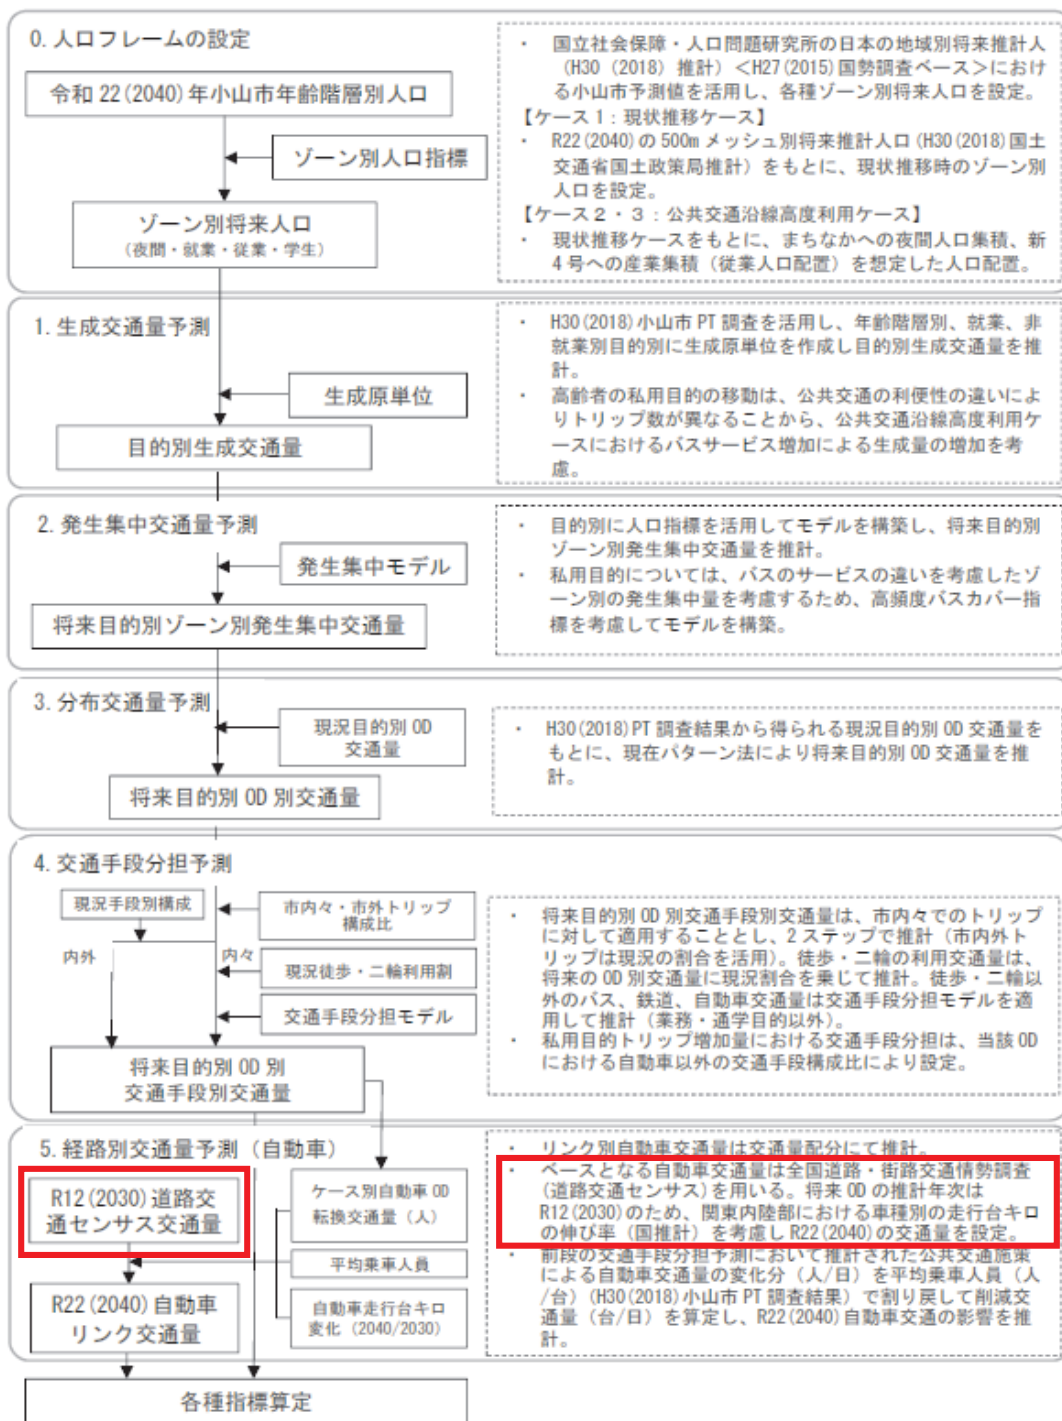 0. 人口フレームの設定
令和 22(2040)年小山市年齢階層別人口
ゾーン別人口指標
ゾーン別将来人口
(夜間・就業・従業・学生)
・ 国立社会保障・人口問題研究所の日本の地域別将来推計人
(H30 (2018) 推計) <H27(2015)国勢調査ベース>におけ
る小山市予測値を活用し、各種ゾーン別将来人口を設定。
【ケース 1：現状推移ケース】
・ R22(2040)の 500m メッシュ別将来推計人口(H30(2018)国土
交通省国土政策局推計) をもとに、現状推移時のゾーン別
人口を設定。
【ケース２・３：公共交通沿線高度利用ケース】
・ 現状推移ケースをもとに、まちなかへの夜間人口集積、新
4 号への産業集積 (従業人口配置) を想定した人口配置。
1. 生成交通量予測
生成原単位
目的別生成交通量
・ H30(2018)小山市 PT 調査を活用し、年齢階層別、就業、非
就業別目的別に生成原単位を作成し目的別生成交通量を推
計。
・ 高齢者の私用目的の移動は、公共交通の利便性の違いによ
りトリップ数が異なることから、公共交通沿線高度利用ケ
ースにおけるバスサービス増加による生成量の増加を考
慮。
2. 発生集中交通量予測
発生集中モデル
将来目的別ゾーン別発生集中交通量
・ 目的別に人口指標を活用してモデルを構築し、将来目的別
ゾーン別発生集中交通量を推計。
・ 私用目的については、バスのサービスの違いを考慮したゾ
ーン別の発生集中量を考慮するため、高頻度バスカバー指
標を考慮してモデルを構築。
3. 分布交通量予測
現況目的別 OD
交通量
将来目的別 OD 別交通量
・ H30(2018)PT 調査結果から得られる現況目的別 OD 交通量を
もとに、現在パターン法により将来目的別 OD 交通量を推
計。
4. 交通手段分担予測
現況手段別構成
市内々・市外トリップ
構成比
内外
内々
現況徒歩・二輪利用割
交通手段分担モデル
将来目的別 OD 別
交通手段別交通量
・ 将来目的別 OD 別交通手段別交通量は、市内々でのトリップ
に対して適用することとし、2 ステップで推計 (市内外ト
リップは現況の割合を活用)。徒歩・二輪の利用交通量は、
将来の OD 別交通量に現況割合を乗じて推計。徒歩・二輪以
外のバス、鉄道、自動車交通量は交通手段分担モデルを適
用して推計 (業務・通学目的以外)。
・ 私用目的トリップ増加量における交通手段分担は、当該 OD
における自動車以外の交通手段構成比により設定。
5. 経路別交通量予測 (自動車)
R12(2030)道路交
通センサス交通量
ケース別自動車 OD
転換交通量 (人)
平均乗車人員
R22(2040)自動車
リンク交通量
自動車走行台キロ
変化 (2040/2030)
・ リンク別自動車交通量は交通量配分にて推計。
・ ベースとなる自動車交通量は全国道路・街路交通情勢調査
(道路交通センサス)を用いる。将来 OD の推計年次は
R12(2030)のため、関東内陸部における車種別の走行台キロ
の伸び率 (国推計) を考慮し R22(2040)の交通量を設定。
・ 前段の交通手段分担予測において推計された公共交通施策
による自動車交通量の変化分 (人/日) を平均乗車人員 (人
/台) (H30(2018)小山市 PT 調査結果) で割り戻して削減交
通量 (台/日) を算定し、R22(2040)自動車交通の影響を推
計。
各種指標算定